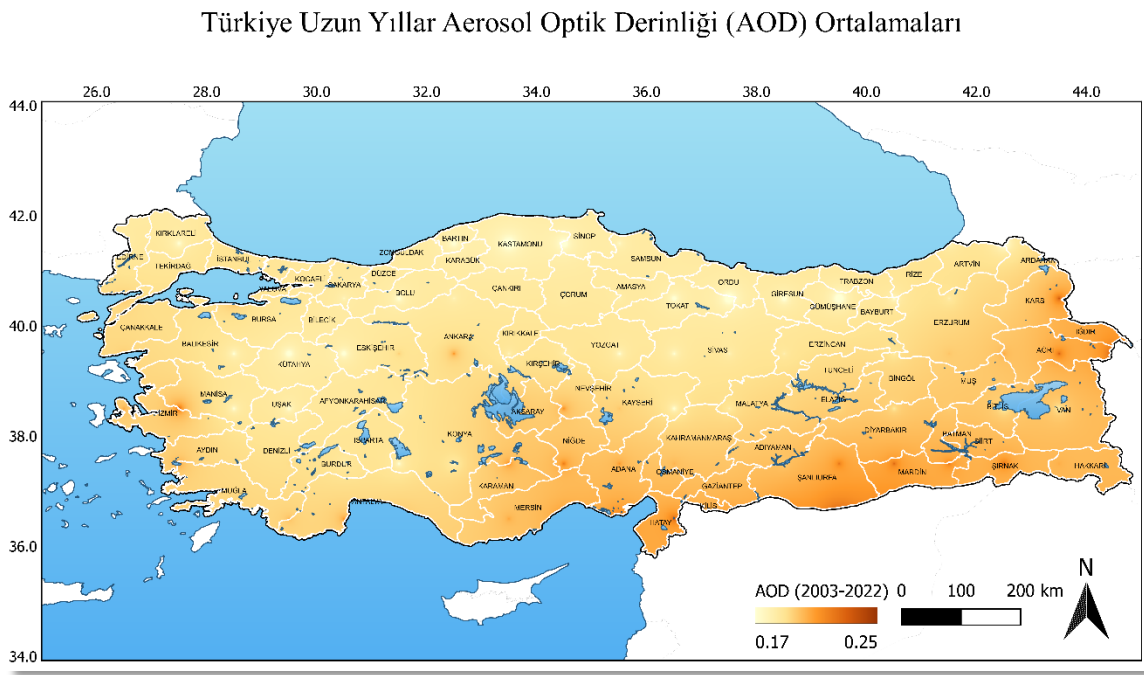 Türkiye Uzun Yıllar Aerosol Optik Derinliği (AOD) Ortalamaları
26.0 28.0 30.0 32.0 34.0 36.0 38.0 40.0 42.0 44.0
44.0
42.0
40.0
38.0
36.0
34.0
KIRKLARELİ
EDİRNE
TEKİRDAĞ
İSTANBUL
YALOVA
KOCAELİ
SAKARYA
DÜZCE
ZONGULDAK
BARTIN
KARABÜK
KASTAMONU
SİNOP
SAMSUN
ORDU
GİRESUN
TRABZON
RİZE
ARTVİN
ARDAHAN
KARS
IĞDIR
BOLU
ÇANKIRI
ÇORUM
AMASYA
TOKAT
GÜMÜŞHANE
BAYBURT
ERZURUM
AĞRI
ÇANAKKALE
BALIKESİR
BURSA
BİLECİK
ESKİŞEHİR
ANKARA
KIRIKKALE
YOZGAT
SİVAS
ERZİNCAN
KÜTAHYA
KIRŞEHİR
TUNCELİ
BİNGÖL
MUŞ
MANİSA
İZMİR
UŞAK
AFYONKARAHİSAR
AKSARAY
NEVŞEHİR
KAYSERİ
MALATYA
ELAZIĞ
BİTLİS
VAN
AYDIN
DENİZLİ
ISPARTA
BURDUR
KONYA
NİĞDE
KAHRAMANMARAŞ
ADIYAMAN
DİYARBAKIR
BATMAN
SİİRT
MUĞLA
ANTALYA
KARAMAN
MERSİN
ADANA
OSMANİYE
GAZİANTEP
KİLİS
HATAY
ŞANLIURFA
MARDİN
ŞIRNAK
HAKKARİ
AOD (2003-2022)
0.17 0.25
0 100 200 km
N